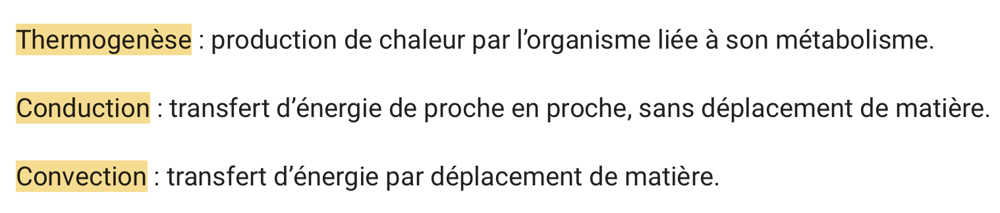 Thermogenèse : production de chaleur par l’organisme liée à son métabolisme.
Conduction : transfert d’énergie de proche en proche, sans déplacement de matière.
Convection : transfert d’énergie par déplacement de matière.